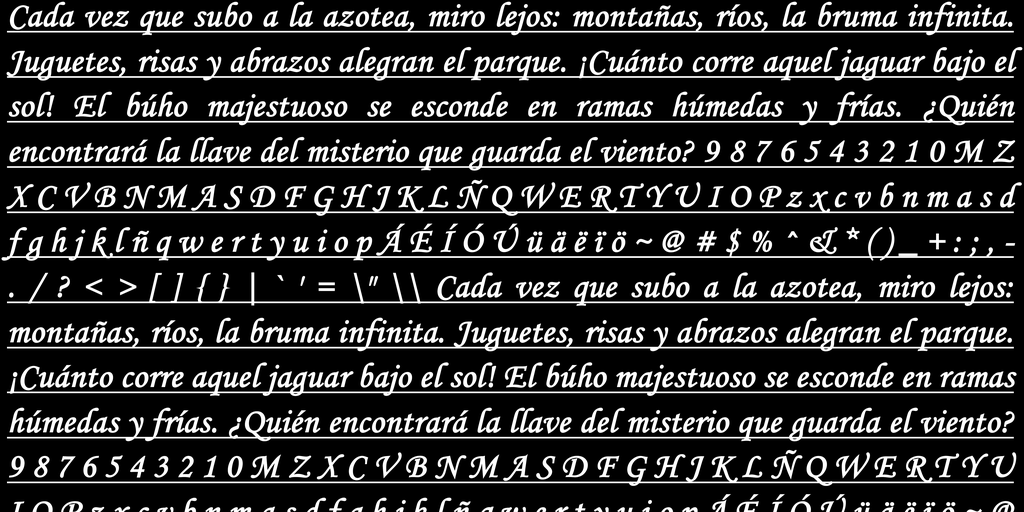 Cada vez que subo a la azotea, miro lejos: montañas, ríos, la bruma infinita.
Juguetes, risas y abrazos alegran el parque. ¡Cuánto corre aquel jaguar bajo el
sol! El búho majestuoso se esconde en ramas húmedas y frías. ¿Quién
encontrará la llave del misterio que guarda el viento? 9 8 7 6 5 4 3 2 1 0 M Z
X C V B N M A S D F G H J K L Ñ Q W E R T Y U I O P z x c v b n m a s d
f g h j k l ñ q w e r t y u i o p Á É Í Ó Ú ü ä ë ï ö ~ @ # $ % ^ & * ( ) _ + : ; , -
. / ? < > [ ] { } | ` ' = \" \\ Cada vez que subo a la azotea, miro lejos:
montañas, ríos, la bruma infinita. Juguetes, risas y abrazos alegran el parque.
¡Cuánto corre aquel jaguar bajo el sol! El búho majestuoso se esconde en ramas
húmedas y frías. ¿Quién encontrará la llave del misterio que guarda el viento?
9 8 7 6 5 4 3 2 1 0 M Z X C V B N M A S D F G H J K L Ñ Q W E R T Y U
I O P z x c v b n m a s d f g h j k l ñ q w e r t y u i o p Á É Í Ó Ú ü ä ë ï ö ~ @